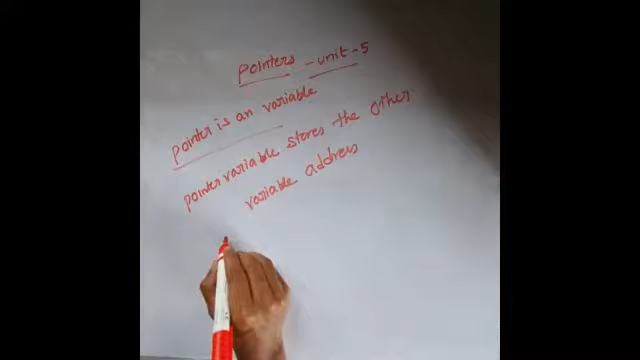 Pointers - unit - 5
Pointer is an variable
pointer variable stores the other
variable address